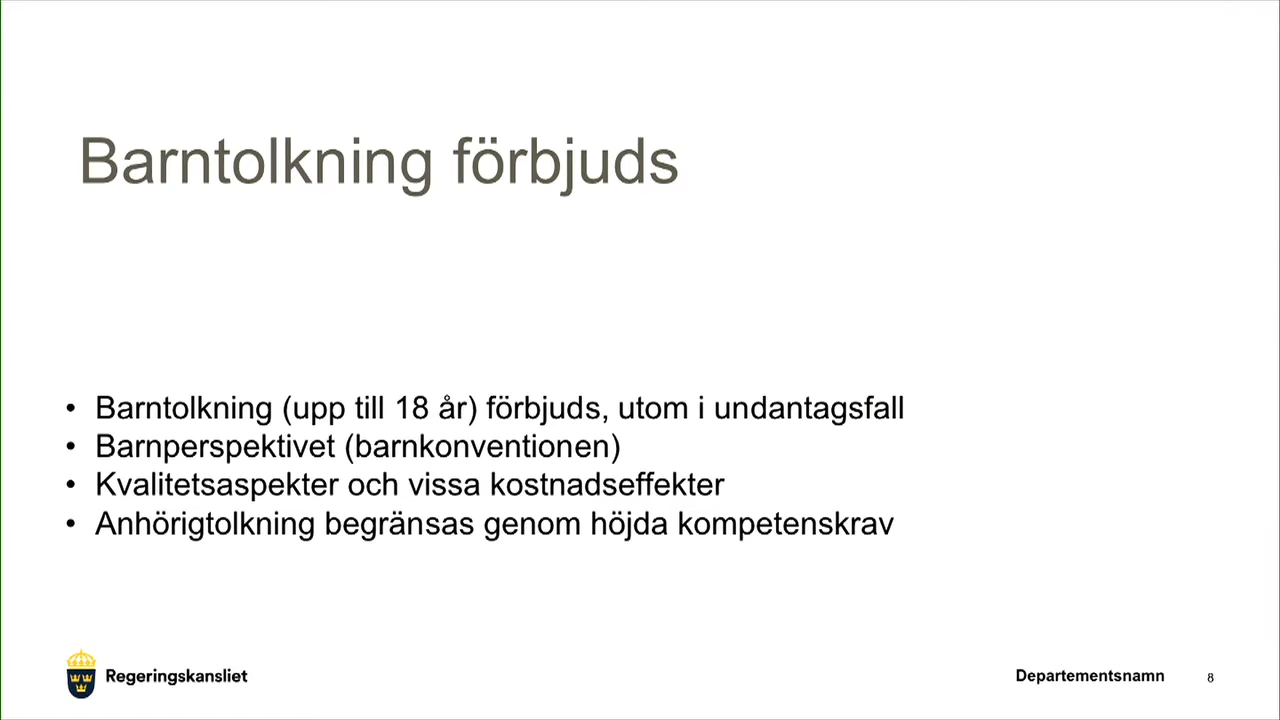 Barntolkning förbjuds
• Barntolkning (upp till 18 år) förbjuds, utom i undantagsfall
• Barnperspektivet (barnkonventionen)
• Kvalitetsaspekter och vissa kostnadseffekter
• Anhörigtolkning begränsas genom höjda kompetenskrav
Regeringskansliet
Departementsnamn
8